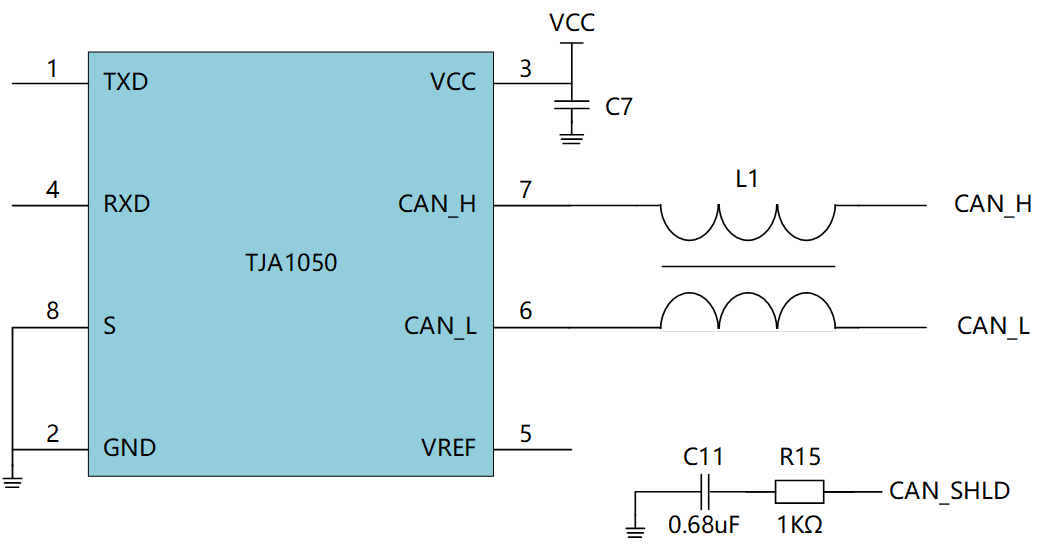 VCC
1 TXD VCC 3
C7
4 RXD CAN_H 7 L1 CAN_H
TJA1050
8 S CAN_L 6 CAN_L
2 GND VREF 5
C11 R15
CAN_SHLD
0.68uF 1KΩ